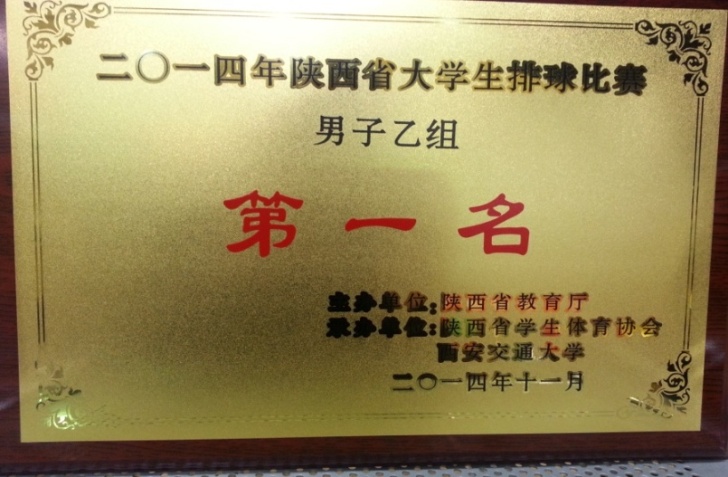 二〇一四年陕西省大学生排球比赛
男子乙组
第一名
主办单位:陕西省教育厅
承办单位:陕西省学生体育协会
西安交通大学
二〇一四年十一月